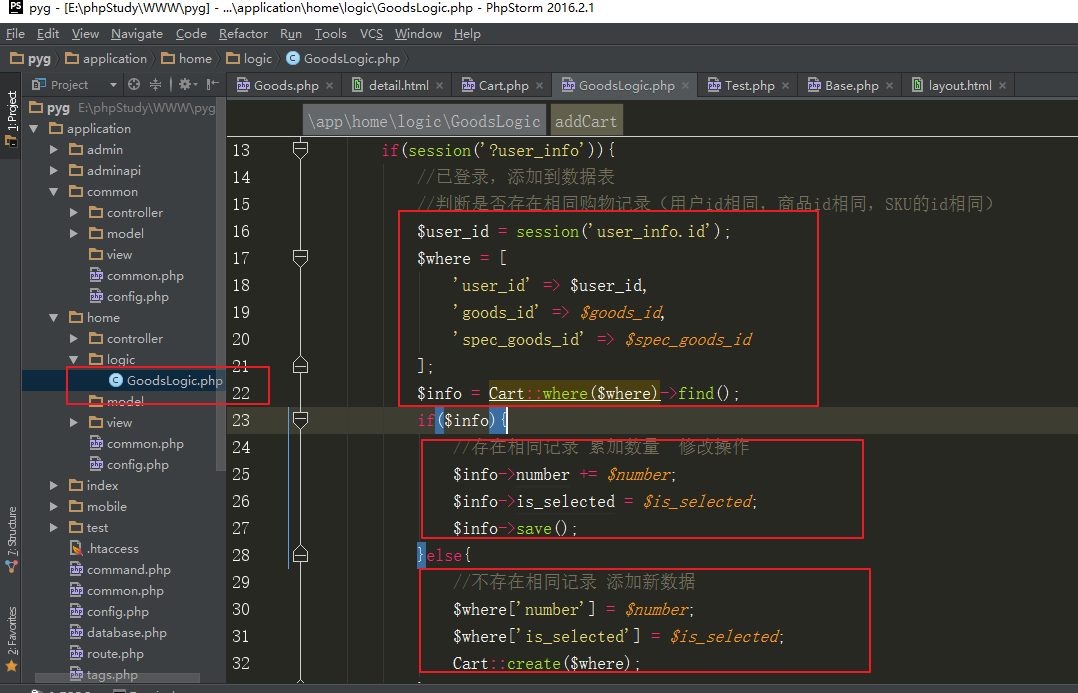 pyg - [E:\phpStudy\WWW\pyg] - ...\application\home\logic\GoodsLogic.php - PhpStorm 2016.2.1
File Edit View Navigate Code Refactor Run Tools VCS Window Help
pyg application home logic GoodsLogic.php
Project Goods.php detail.html Cart.php GoodsLogic.php Test.php Base.php layout.html
1: Project
7: Structure
2: Favorites
pyg E:\phpStudy\WWW\pyg
application
admin
adminapi
common
controller
model
view
common.php
config.php
home
controller
logic
GoodsLogic.php
model
view
common.php
config.php
index
mobile
test
.htaccess
command.php
common.php
config.php
database.php
route.php
tags.php
\app\home\logic\GoodsLogic addCart
13 if(session('?user_info')){
14 //已登录，添加到数据表
15 //判断是否存在相同购物记录（用户id相同，商品id相同，SKU的id相同）
16 $user_id = session('user_info.id');
17 $where = [
18 'user_id' => $user_id,
19 'goods_id' => $goods_id,
20 'spec_goods_id' => $spec_goods_id
21 ];
22 $info = Cart::where($where)->find();
23 if($info){
24 //存在相同记录 累加数量 修改操作
25 $info->number += $number;
26 $info->is_selected = $is_selected;
27 $info->save();
28 }else{
29 //不存在相同记录 添加新数据
30 $where['number'] = $number;
31 $where['is_selected'] = $is_selected;
32 Cart::create($where);